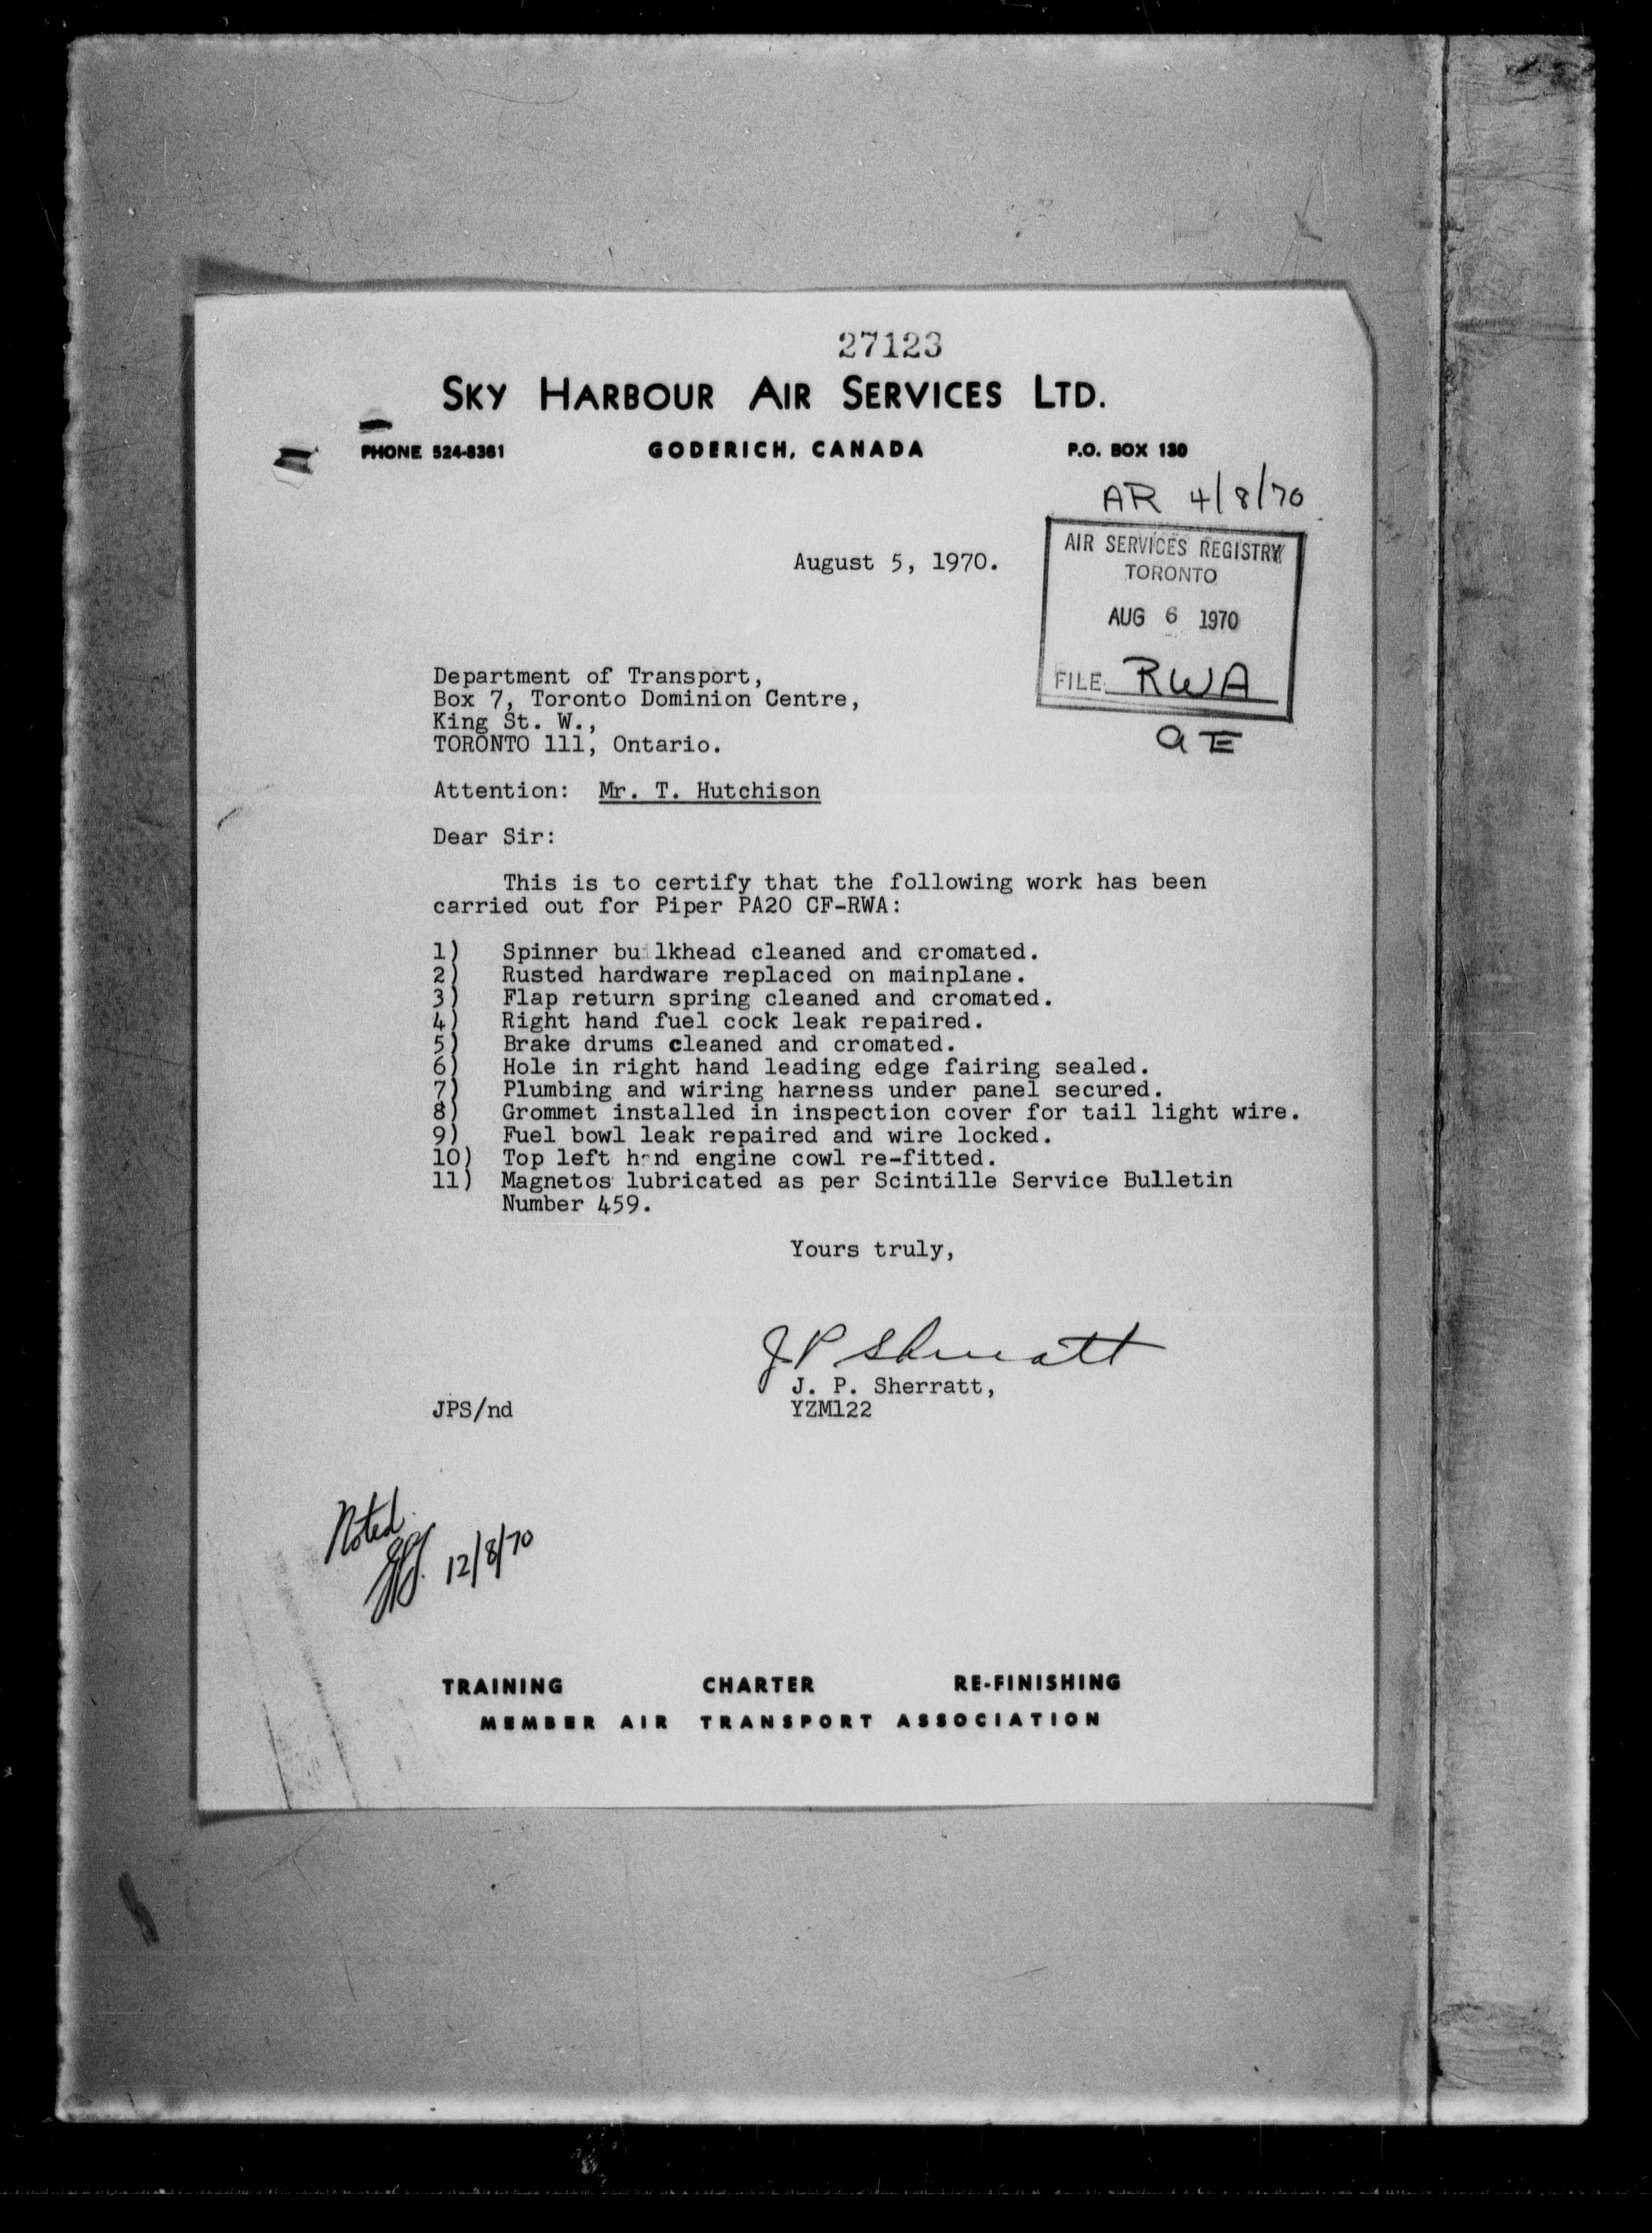 27123
SKY HARBOUR AIR SERVICES LTD.
PHONE 524-8361 GODERICH, CANADA P.O. BOX 130
AR 4/8/70
AIR SERVICES REGISTRY
TORONTO
AUG 6 1970
FILE RWA
a E
August 5, 1970.
Department of Transport,
Box 7, Toronto Dominion Centre,
King St. W.,
TORONTO 111, Ontario.
Attention: Mr. T. Hutchison
Dear Sir:
This is to certify that the following work has been
carried out for Piper PA20 CF-RWA:
1) Spinner bulkhead cleaned and cromated.
2) Rusted hardware replaced on mainplane.
3) Flap return spring cleaned and cromated.
4) Right hand fuel cock leak repaired.
5) Brake drums cleaned and cromated.
6) Hole in right hand leading edge fairing sealed.
7) Plumbing and wiring harness under panel secured.
8) Grommet installed in inspection cover for tail light wire.
9) Fuel bowl leak repaired and wire locked.
10) Top left hand engine cowl re-fitted.
11) Magnetos lubricated as per Scintille Service Bulletin
Number 459.
Yours truly,
J P Sherratt
J. P. Sherratt,
JPS/nd YZM122
Noted
12/8/70
TRAINING CHARTER RE-FINISHING
MEMBER AIR TRANSPORT ASSOCIATION